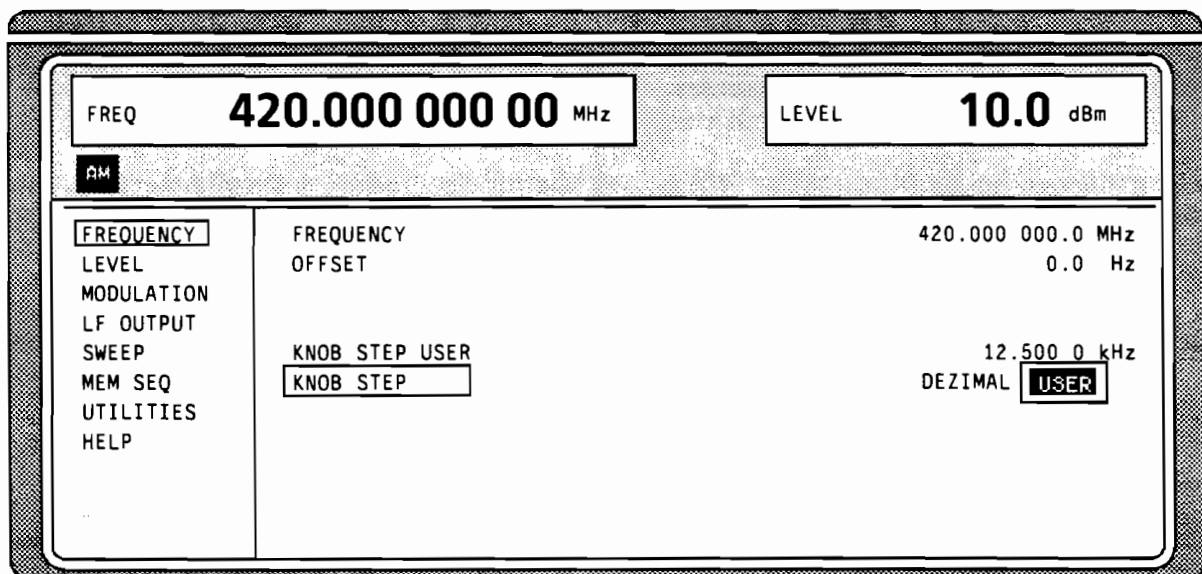 FREQ 420.000 000 00 MHz LEVEL 10.0 dBm
AM
FREQUENCY FREQUENCY 420.000 000.0 MHz
LEVEL OFFSET 0.0 Hz
MODULATION
LF OUTPUT
SWEEP KNOB STEP USER 12.500 0 kHz
MEM SEQ KNOB STEP DEZIMAL USER
UTILITIES
HELP